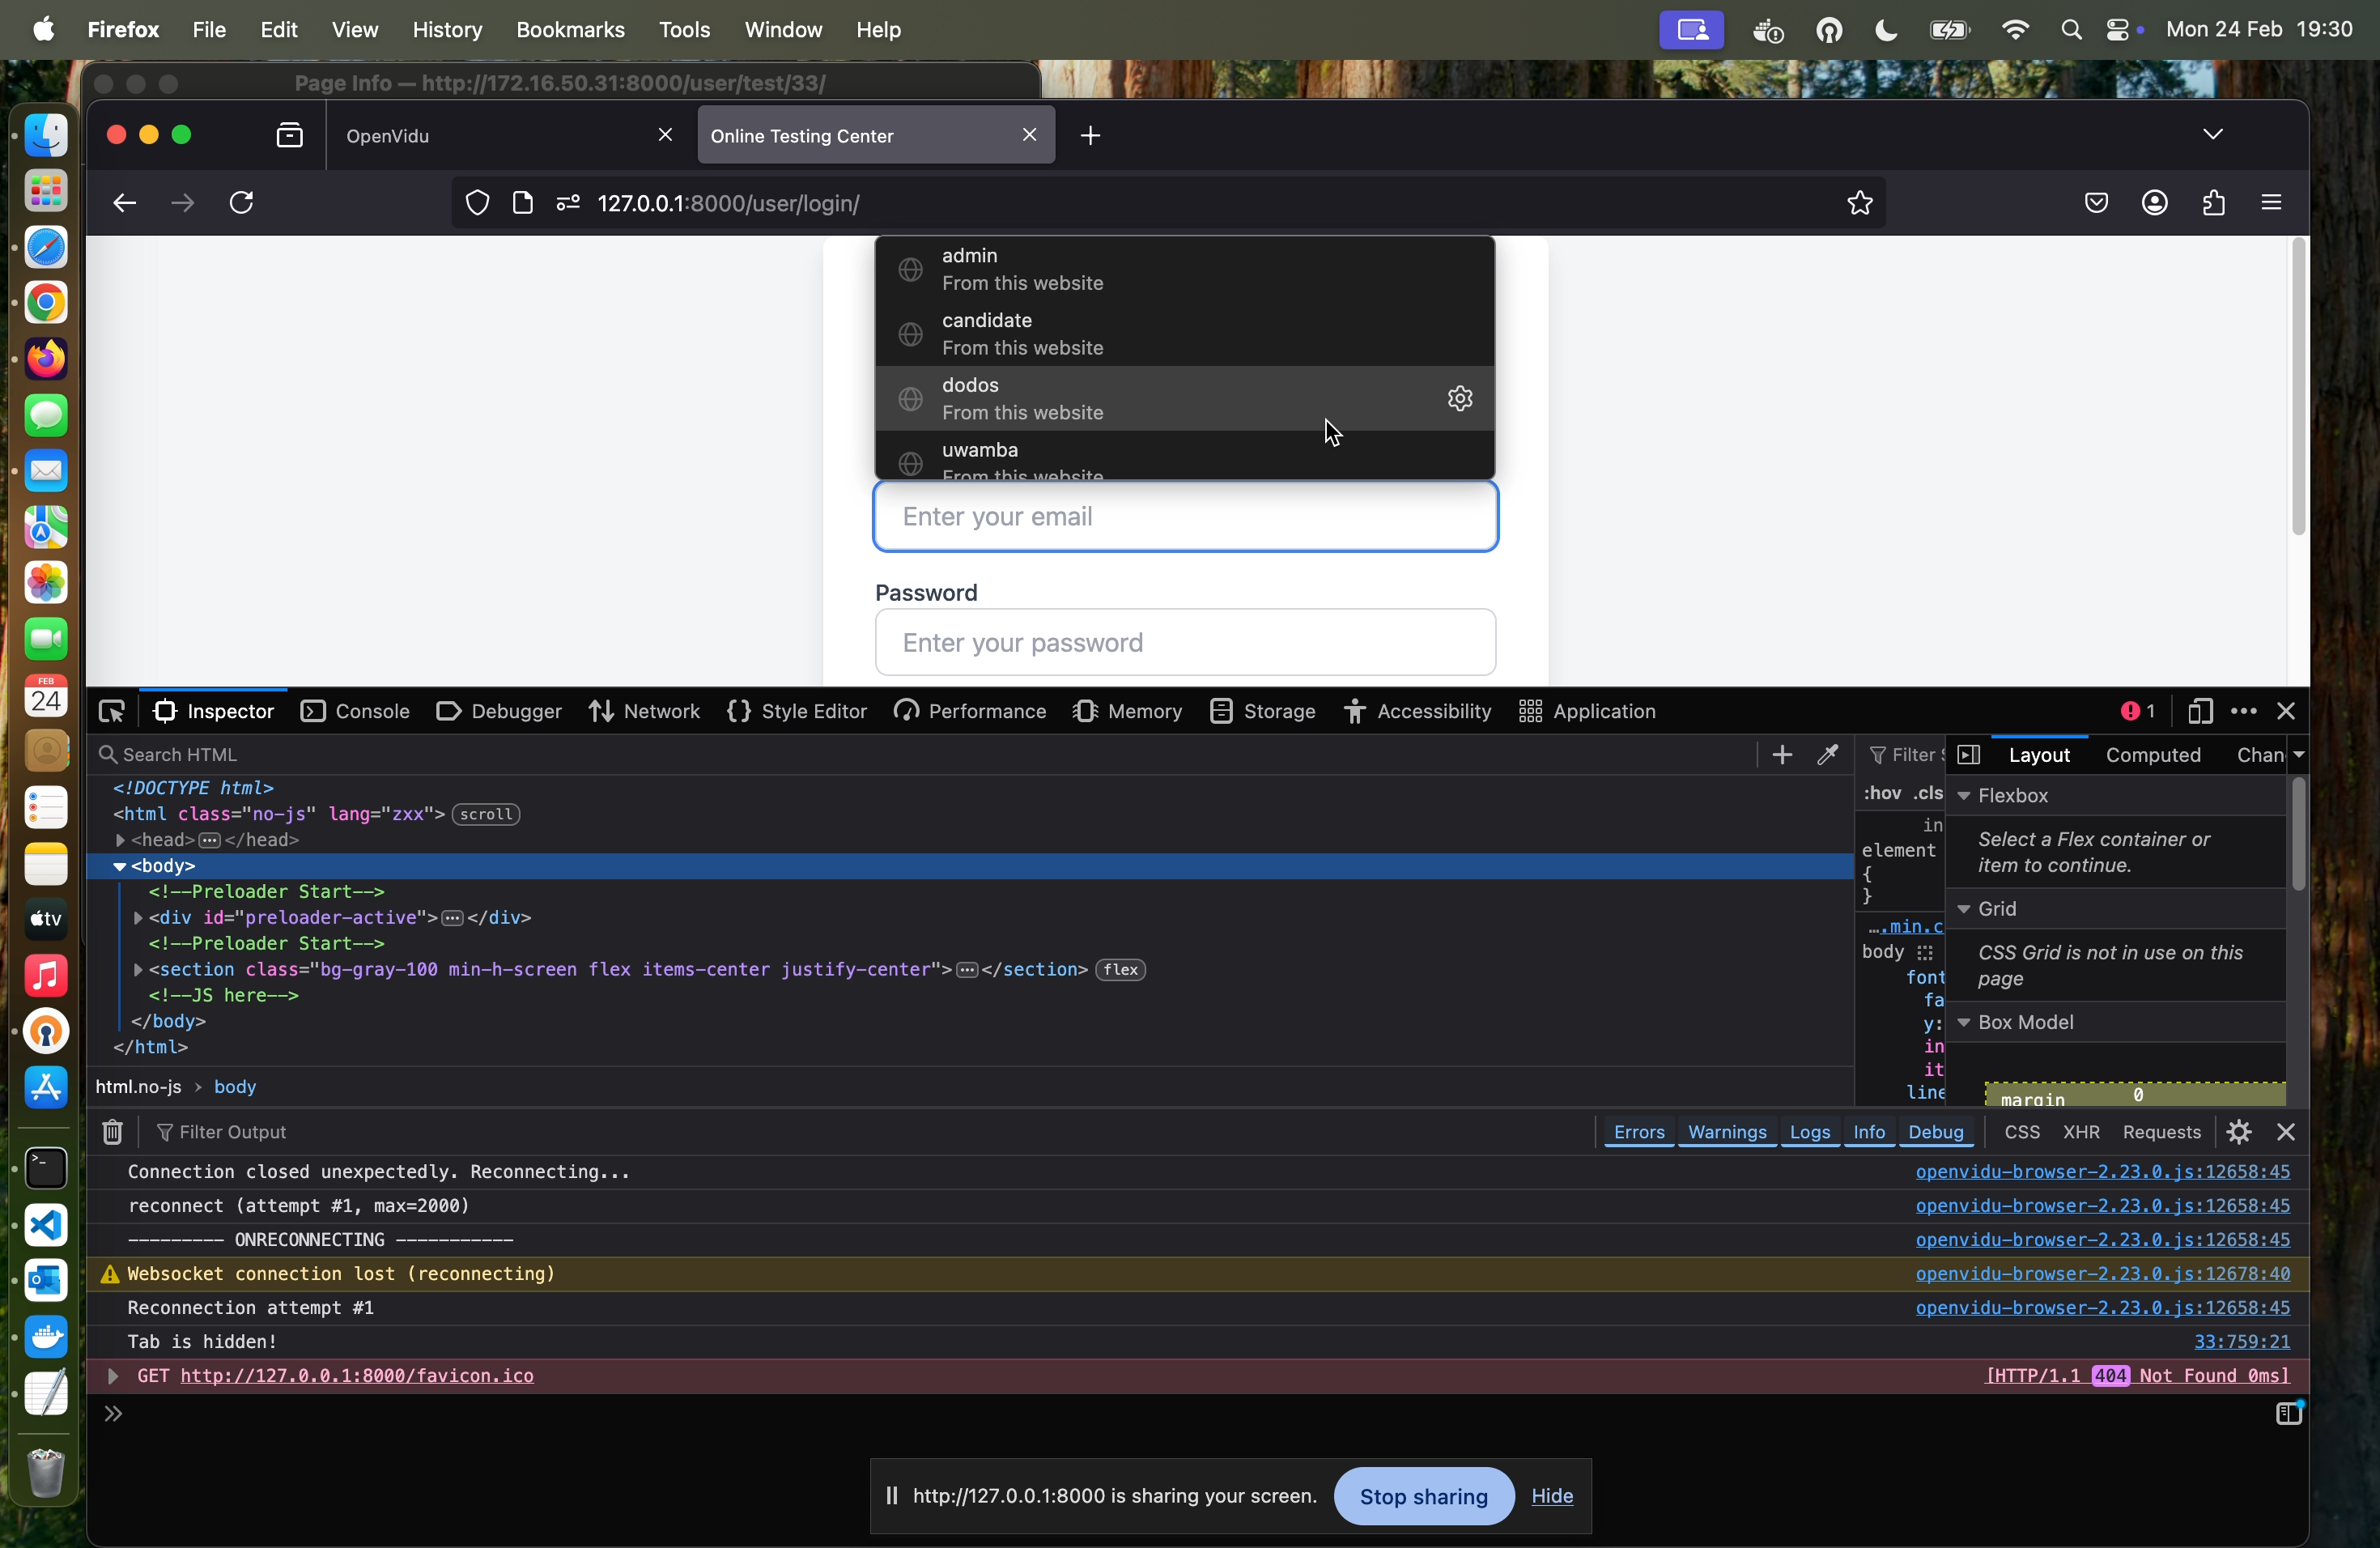 Firefox File Edit View History Bookmarks Tools Window Help Mon 24 Feb 19:30
Page Info — http://172.16.50.31:8000/user/test/33/
OpenVidu
Online Testing Center
127.0.0.1:8000/user/login/
admin
From this website
candidate
From this website
dodos
From this website
uwamba
From this website
Enter your email
Password
Enter your password
FEB
24
tv
Inspector Console Debugger Network Style Editor Performance Memory Storage Accessibility Application 1
Search HTML
Filter S
Layout Computed Chan
<!DOCTYPE html>
<html class="no-js" lang="zxx"> scroll
<head> </head>
<body>
<!--Preloader Start-->
<div id="preloader-active"> </div>
<!--Preloader Start-->
<section class="bg-gray-100 min-h-screen flex items-center justify-center"> </section> flex
<!--JS here-->
</body>
</html>
html.no-js > body
:hov .cls
in
element
{
}
….min.c
body
font
fa
y:
in
it
line
Flexbox
Select a Flex container or
item to continue.
Grid
CSS Grid is not in use on this
page
Box Model
margin 0
Filter Output
Errors Warnings Logs Info Debug CSS XHR Requests
Connection closed unexpectedly. Reconnecting... openvidu-browser-2.23.0.js:12658:45
reconnect (attempt #1, max=2000) openvidu-browser-2.23.0.js:12658:45
--------- ONRECONNECTING ----------- openvidu-browser-2.23.0.js:12658:45
Websocket connection lost (reconnecting) openvidu-browser-2.23.0.js:12678:40
Reconnection attempt #1 openvidu-browser-2.23.0.js:12658:45
Tab is hidden! 33:759:21
GET http://127.0.0.1:8000/favicon.ico [HTTP/1.1 404 Not Found 0ms]
http://127.0.0.1:8000 is sharing your screen. Stop sharing Hide